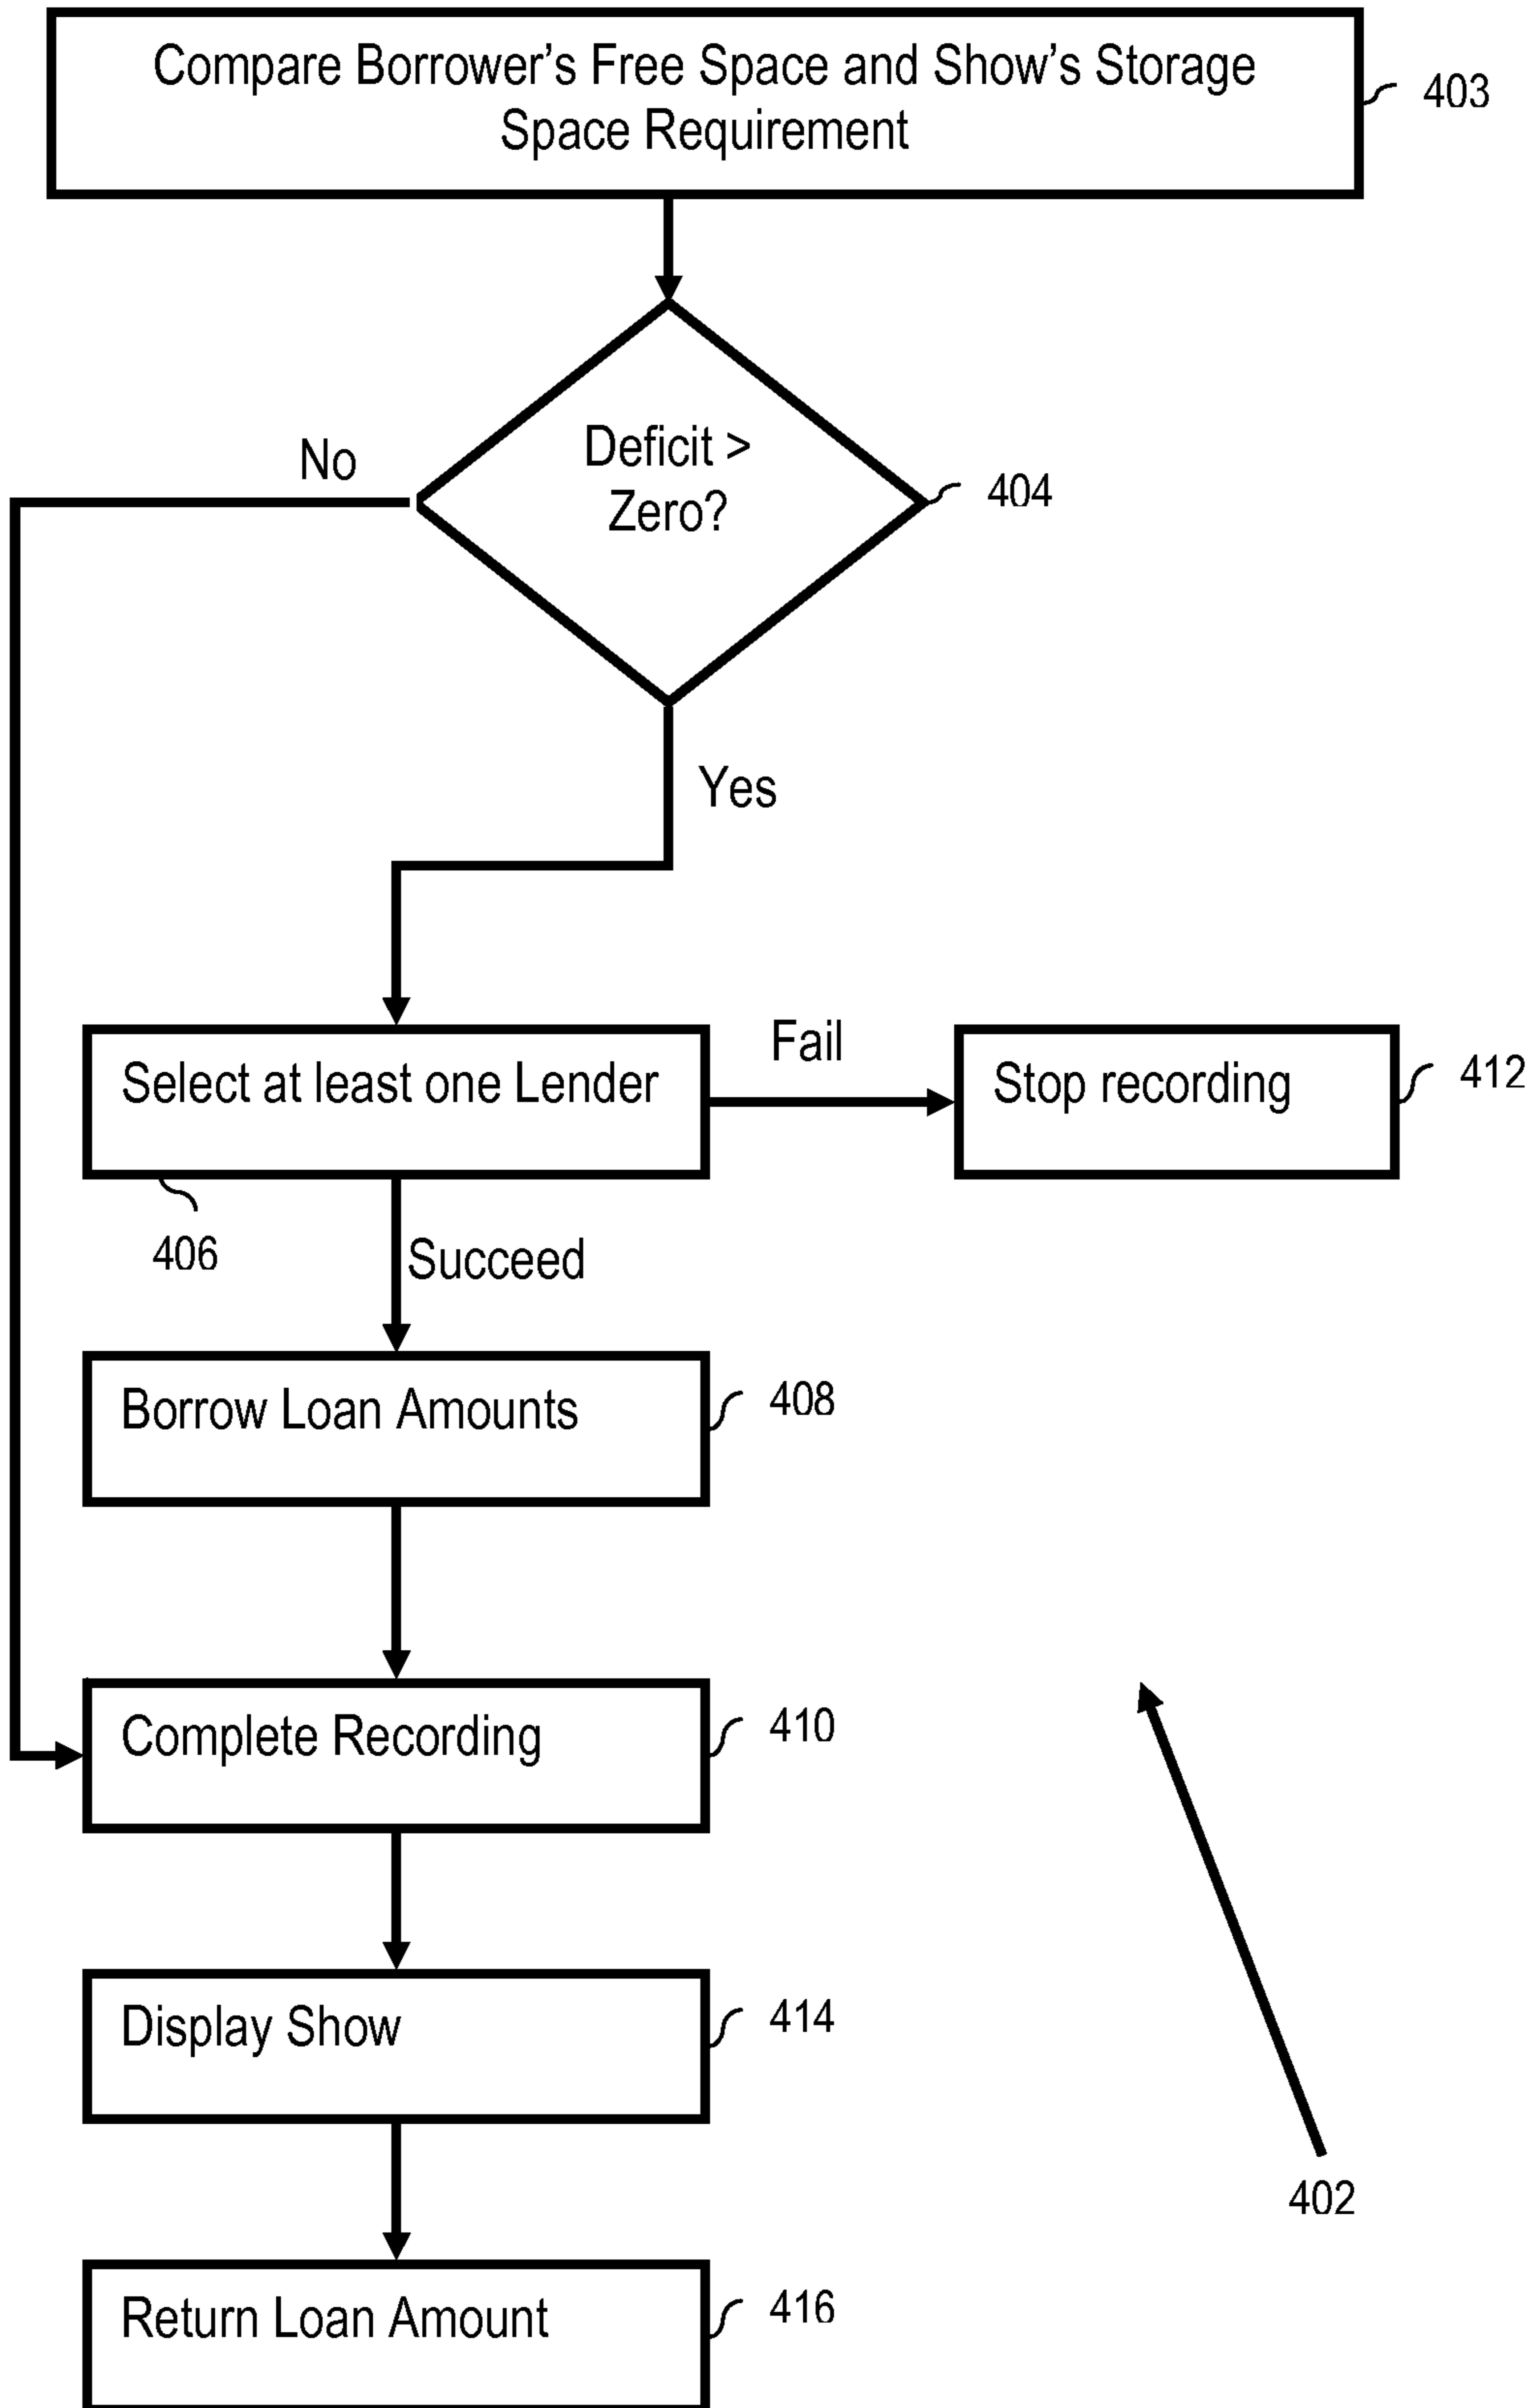 Compare Borrower's Free Space and Show's Storage
Space Requirement
403
Deficit >
Zero?
No
404
Yes
Select at least one Lender
Fail
Stop recording
412
406
Succeed
Borrow Loan Amounts
408
Complete Recording
410
Display Show
414
402
Return Loan Amount
416